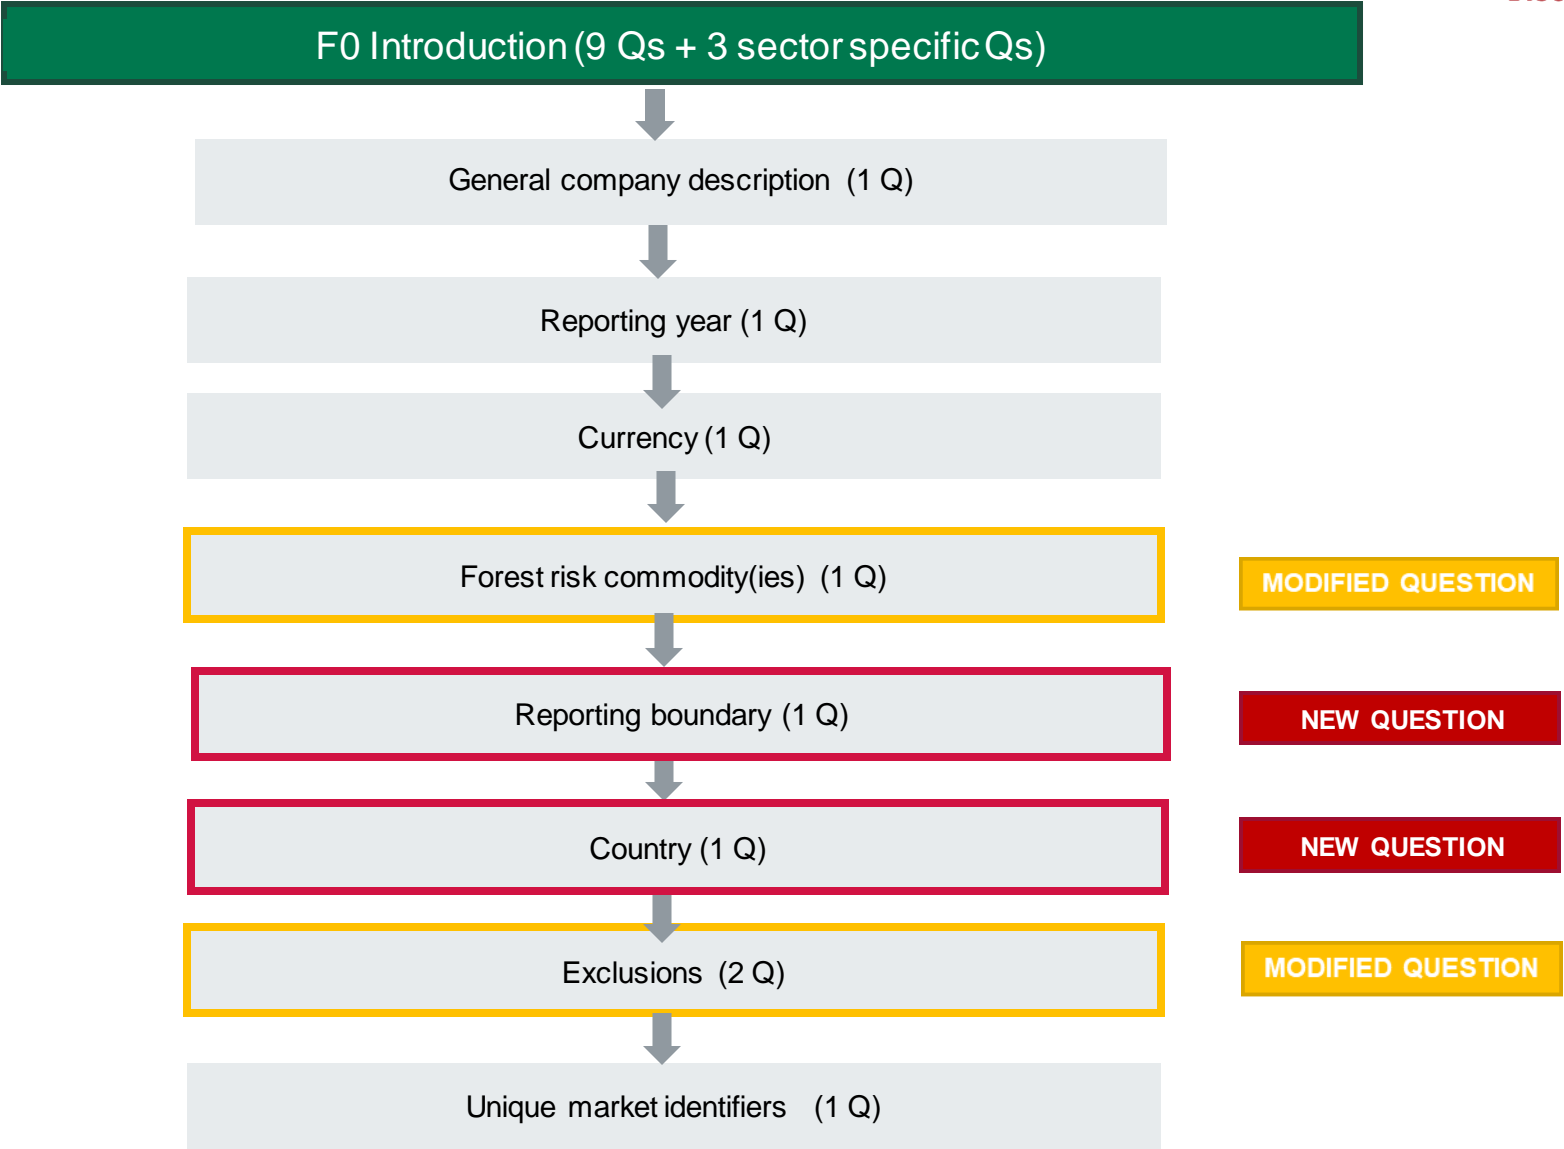 F0 Introduction (9 Qs + 3 sector specific Qs)
General company description (1 Q)
Reporting year (1 Q)
Currency (1 Q)
Forest risk commodity(ies) (1 Q)
MODIFIED QUESTION
Reporting boundary (1 Q)
NEW QUESTION
Country (1 Q)
NEW QUESTION
Exclusions (2 Q)
MODIFIED QUESTION
Unique market identifiers (1 Q)